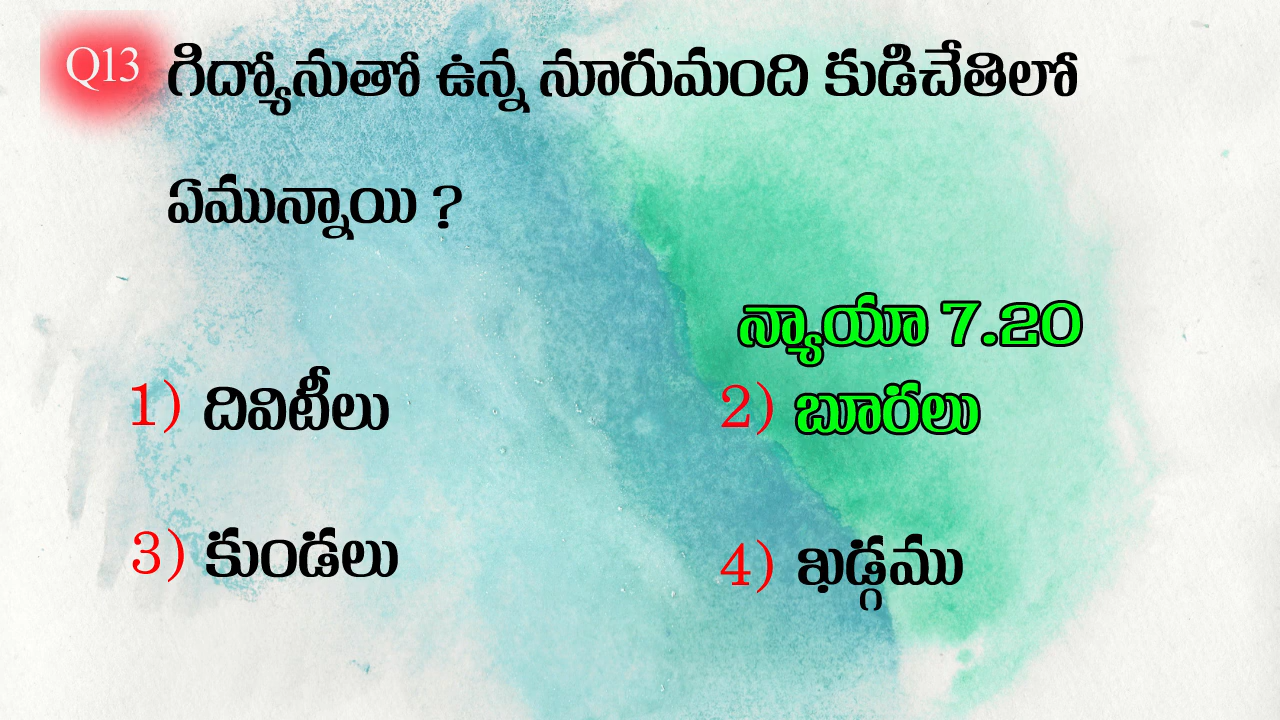 Q13 గిద్యోనుతో ఉన్న నూరుమంది కుడిచేతిలో
ఏమున్నాయి ?
న్యాయా 7.20
1) దివిటీలు
2) బూరలు
3) కుండలు
4) ఖడ్గము